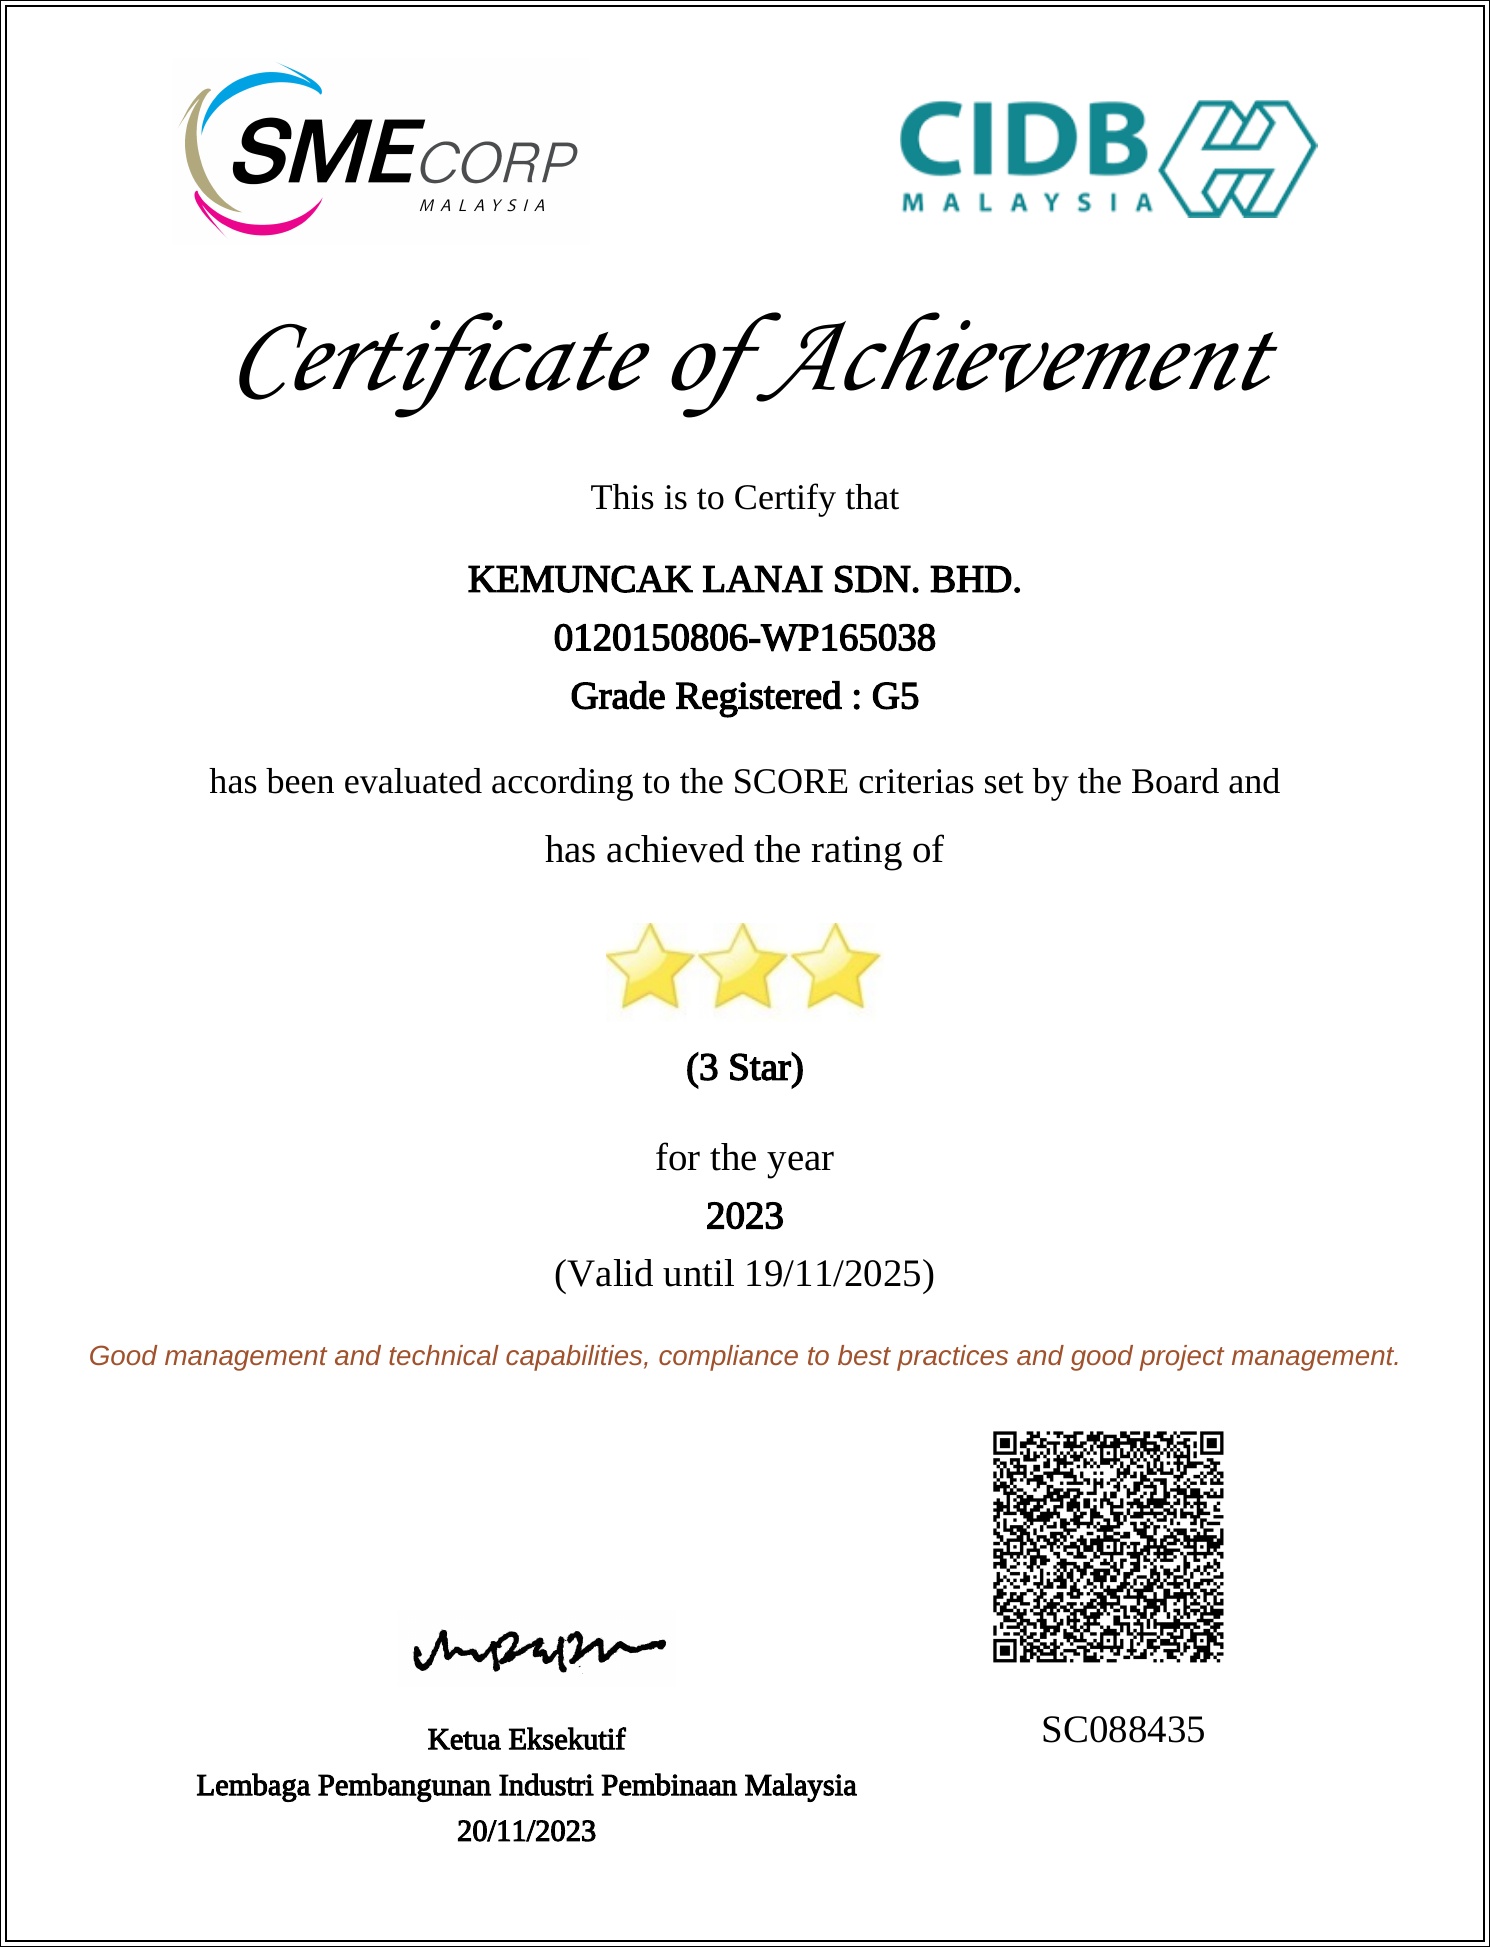 SMECORP
MALAYSIA
CIDB
MALAYSIA
Certificate of Achievement
This is to Certify that
KEMUNCAK LANAI SDN. BHD.
0120150806-WP165038
Grade Registered : G5
has been evaluated according to the SCORE criterias set by the Board and
has achieved the rating of
(3 Star)
for the year
2023
(Valid until 19/11/2025)
Good management and technical capabilities, compliance to best practices and good project management.
SC088435
Ketua Eksekutif
Lembaga Pembangunan Industri Pembinaan Malaysia
20/11/2023